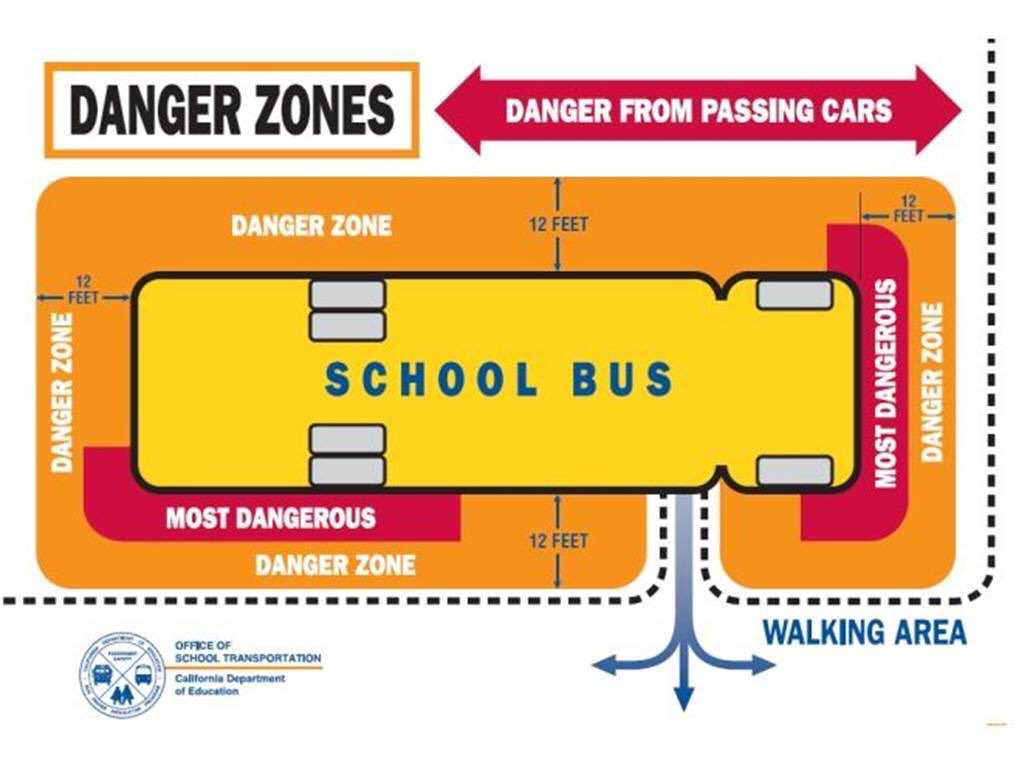 DANGER ZONES
DANGER FROM PASSING CARS
DANGER ZONE
12 FEET
12
FEET
12
FEET
DANGER ZONE
SCHOOL BUS
MOST DANGEROUS
DANGER ZONE
MOST DANGEROUS
12 FEET
DANGER ZONE
WALKING AREA
OFFICE OF
SCHOOL TRANSPORTATION
California Department
of Education